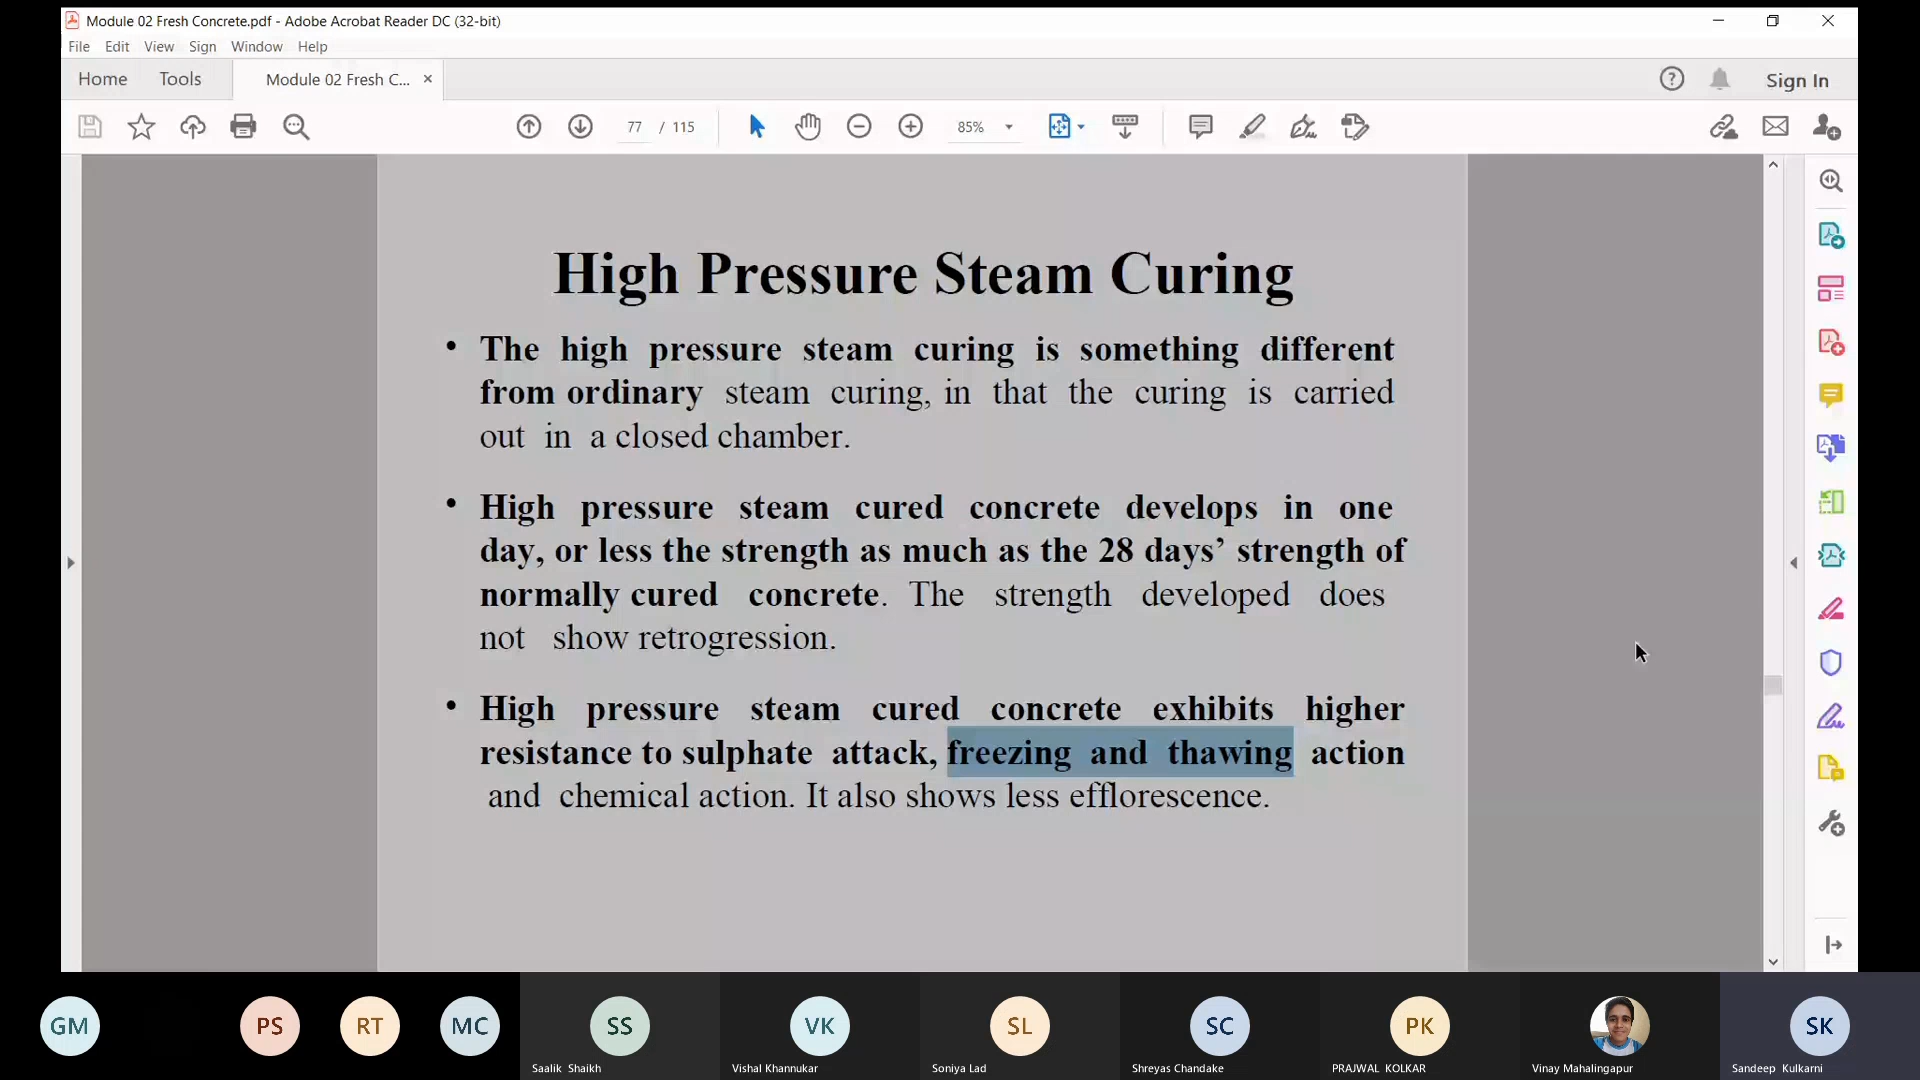 Module 02 Fresh Concrete.pdf - Adobe Acrobat Reader DC (32-bit)
File Edit View Sign Window Help
Home Tools Module 02 Fresh C... Sign In
77 / 115 85%
High Pressure Steam Curing
• The high pressure steam curing is something different
from ordinary steam curing, in that the curing is carried
out in a closed chamber.
• High pressure steam cured concrete develops in one
day, or less the strength as much as the 28 days’ strength of
normally cured concrete. The strength developed does
not show retrogression.
• High pressure steam cured concrete exhibits higher
resistance to sulphate attack, freezing and thawing action
and chemical action. It also shows less efflorescence.
GM PS RT MC SS VK SL SC PK SK
Saalik Shaikh Vishal Khannukar Soniya Lad Shreyas Chandake PRAJWAL KOLKAR Vinay Mahalingapur Sandeep Kulkarni